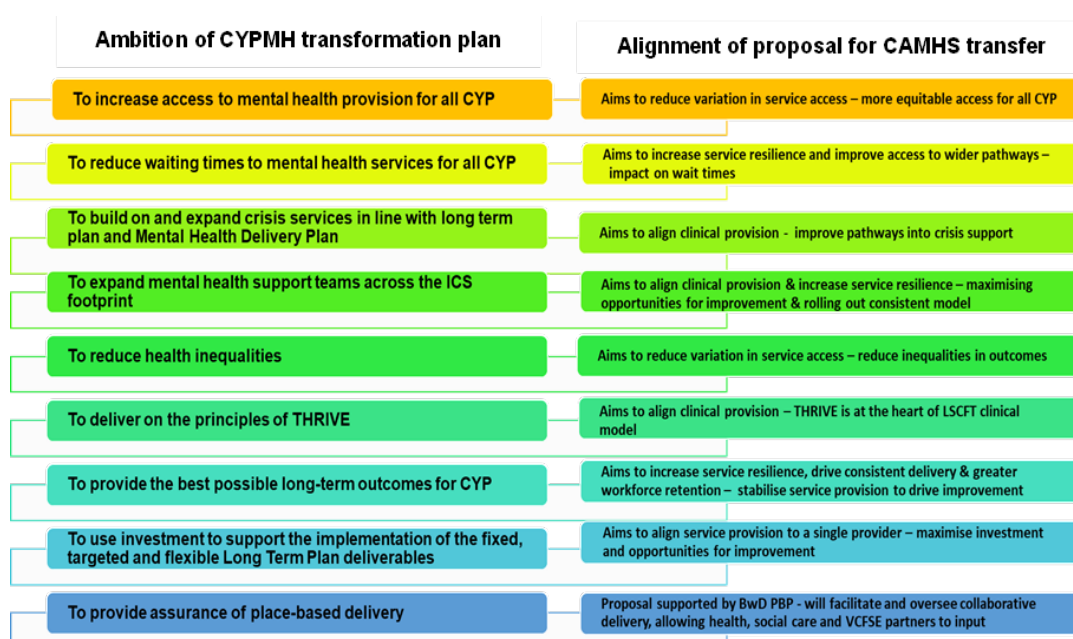 Ambition of CYPMH transformation plan
Alignment of proposal for CAMHS transfer
To increase access to mental health provision for all CYP
Aims to reduce variation in service access – more equitable access for all CYP
To reduce waiting times to mental health services for all CYP
Aims to increase service resilience and improve access to wider pathways –
impact on wait times
To build on and expand crisis services in line with long term
plan and Mental Health Delivery Plan
Aims to align clinical provision - improve pathways into crisis support
To expand mental health support teams across the ICS
footprint
Aims to align clinical provision & increase service resilience – maximising
opportunities for improvement & rolling out consistent model
To reduce health inequalities
Aims to reduce variation in service access – reduce inequalities in outcomes
To deliver on the principles of THRIVE
Aims to align clinical provision – THRIVE is at the heart of LSCFT clinical
model
To provide the best possible long-term outcomes for CYP
Aims to increase service resilience, drive consistent delivery & greater
workforce retention – stabilise service provision to drive improvement
To use investment to support the implementation of the fixed,
targeted and flexible Long Term Plan deliverables
Aims to align service provision to a single provider – maximise investment
and opportunities for improvement
To provide assurance of place-based delivery
Proposal supported by BwD PBP - will facilitate and oversee collaborative
delivery, allowing health, social care and VCFSE partners to input